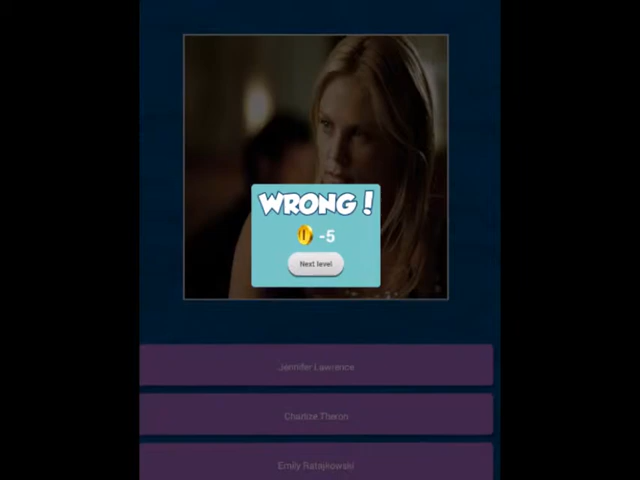 WRONG!
-5
Next level
Jennifer Lawrence
Charlize Theron
Emily Ratajkowski